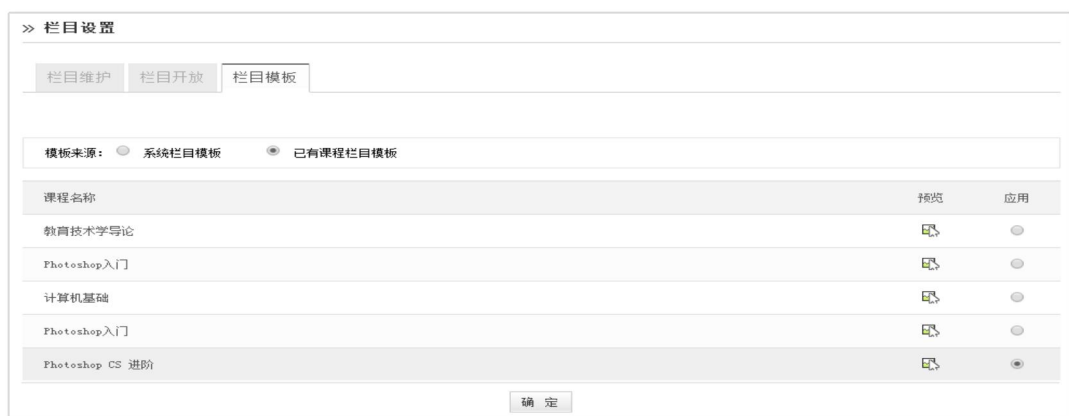 » 栏目设置
栏目维护 栏目开放 栏目模板
模板来源: 系统栏目模板 已有课程栏目模板
课程名称 预览 应用
教育技术学导论
Photoshop入门
计算机基础
Photoshop入门
Photoshop CS 进阶
确 定